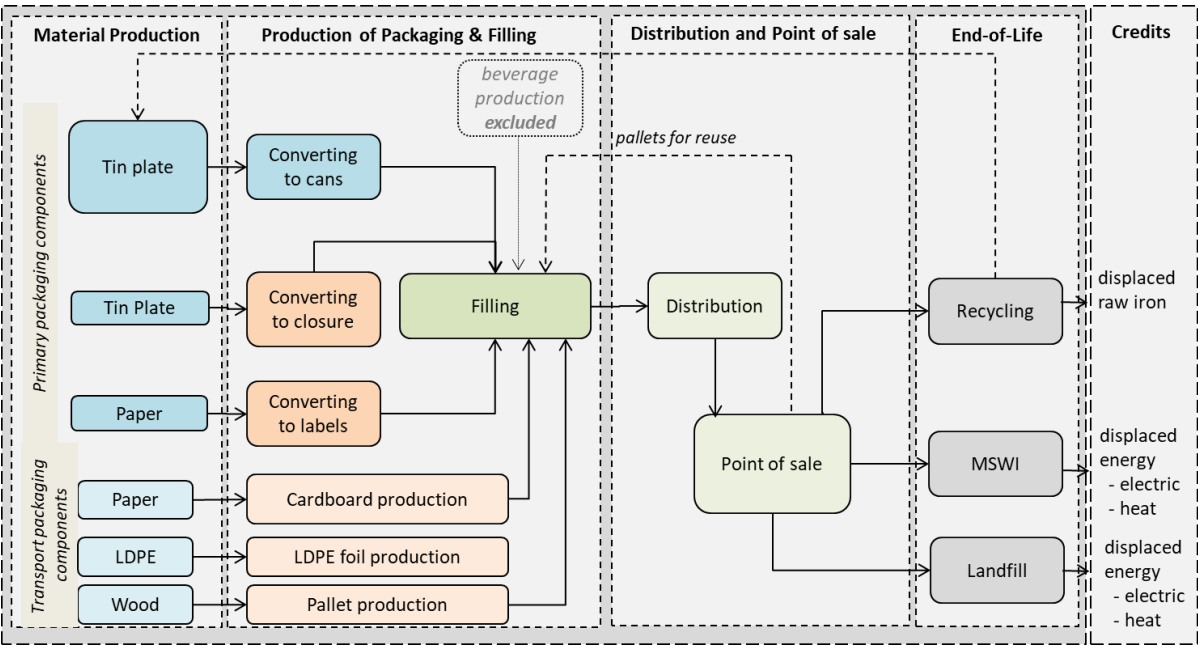 Material Production
Production of Packaging & Filling
Distribution and Point of sale
End-of-Life
Credits
beverage
production
excluded
pallets for reuse
Primary packaging components
Tin plate
Converting
to cans
Tin Plate
Converting
to closure
Filling
Distribution
Recycling
displaced
raw iron
Paper
Converting
to labels
Point of sale
MSWI
displaced
energy
- electric
- heat
Transport packaging
components
Paper
Cardboard production
LDPE
LDPE foil production
Wood
Pallet production
Landfill
displaced
energy
- electric
- heat